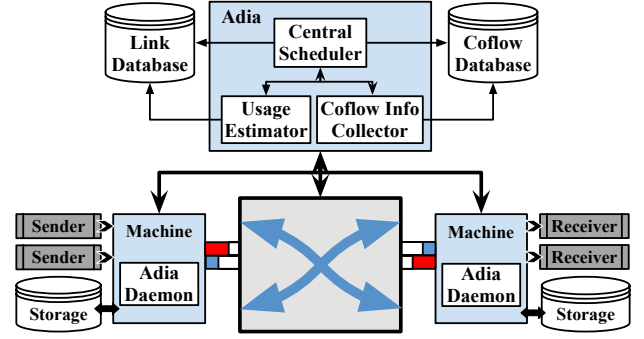 Adia
Link
Database
Central
Scheduler
Coflow
Database
Usage
Estimator
Coflow Info
Collector
Sender
Sender
Machine
Adia
Daemon
Storage
Machine
Adia
Daemon
Receiver
Receiver
Storage